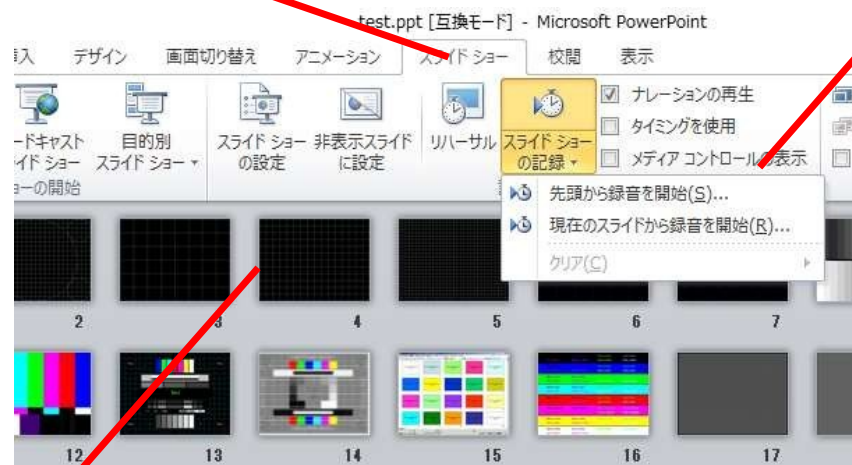 test.ppt [互換モード] - Microsoft PowerPoint
挿入 デザイン 画面切り替え アニメーション スライド ショー 校閲 表示
ードキャスト
イド ショー
目的別
スライド ショー
スライド ショー
の設定
非表示スライド
に設定
リハーサル
スライド ショー
の記録
ナレーションの再生
タイミングを使用
メディア コントロールの表示
ョーの開始
先頭から録音を開始(S)...
現在のスライドから録音を開始(R)...
クリア(C)
2 3 4 5 6 7
12 13 14 15 16 17